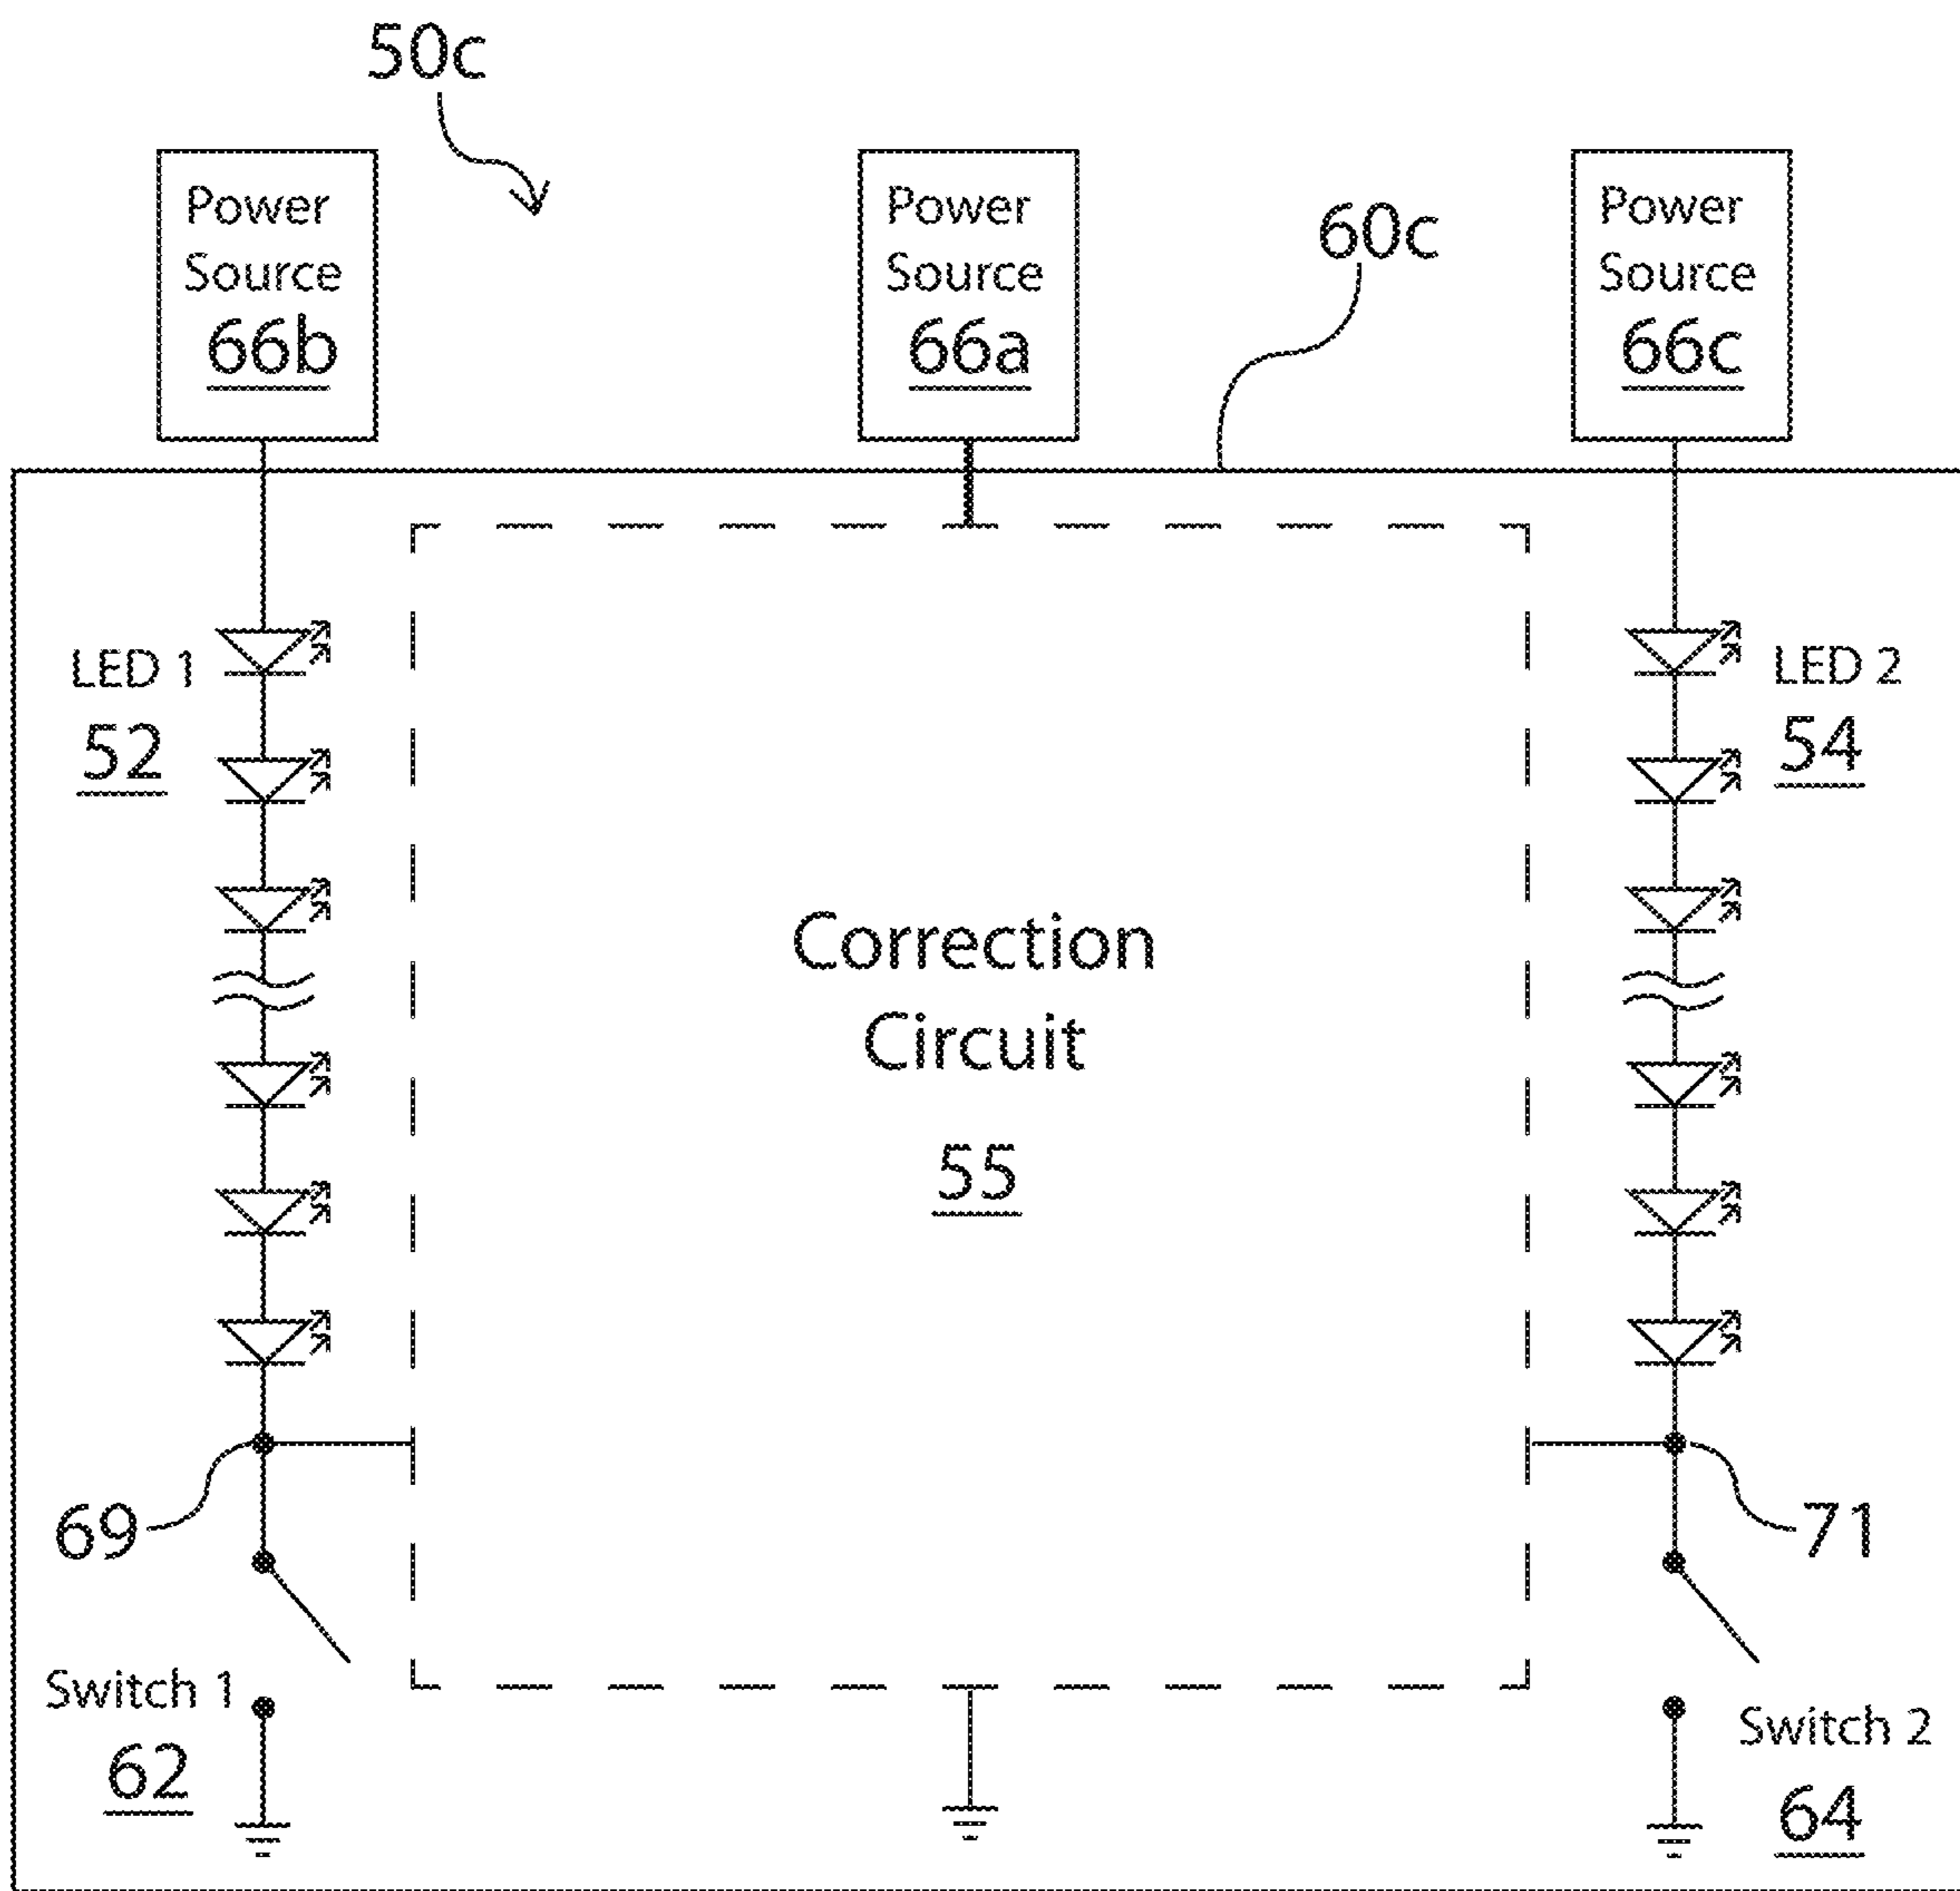 50c
Power
Source
66b
Power
Source
66a
Power
Source
66c
60c
LED 1
52
LED 2
54
Correction
Circuit
55
69
71
Switch 1
62
Switch 2
64